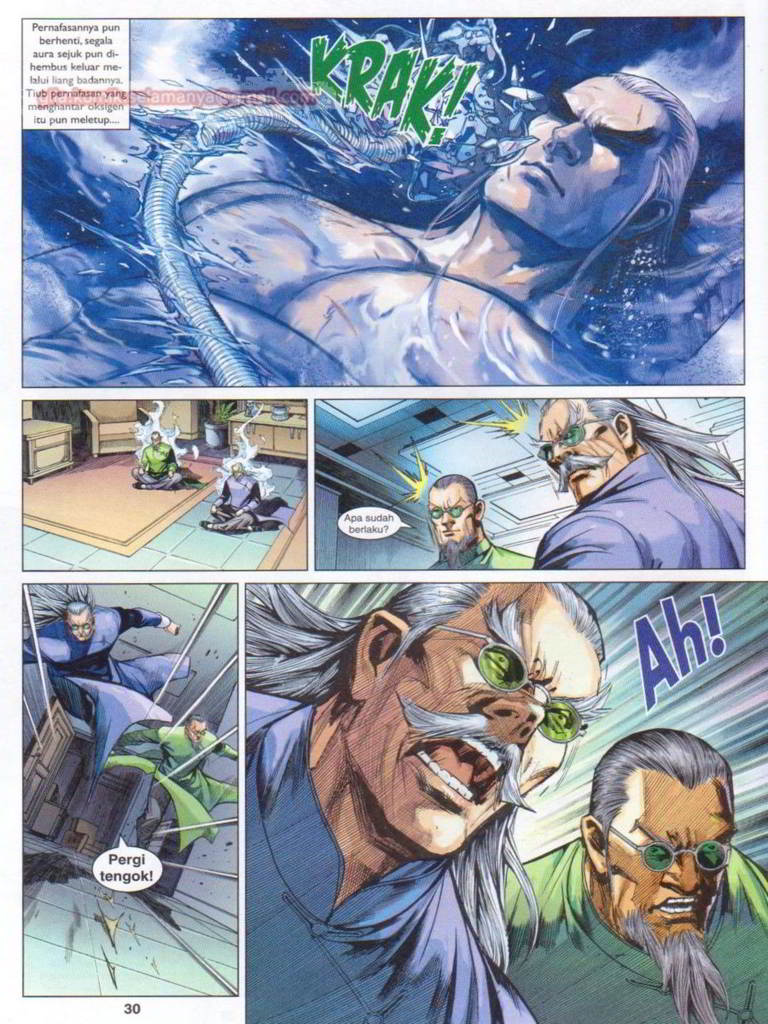 Pernafasannya pun
berhenti, segala
aura sejuk pun di-
hembus keluar me-
lalui liang badannya.
Tiub pernafasan yang
menghantar oksigen
itu pun meletup....
KRAK!
Apa sudah
berlaku?
Pergi
tengok!
Ah!
30